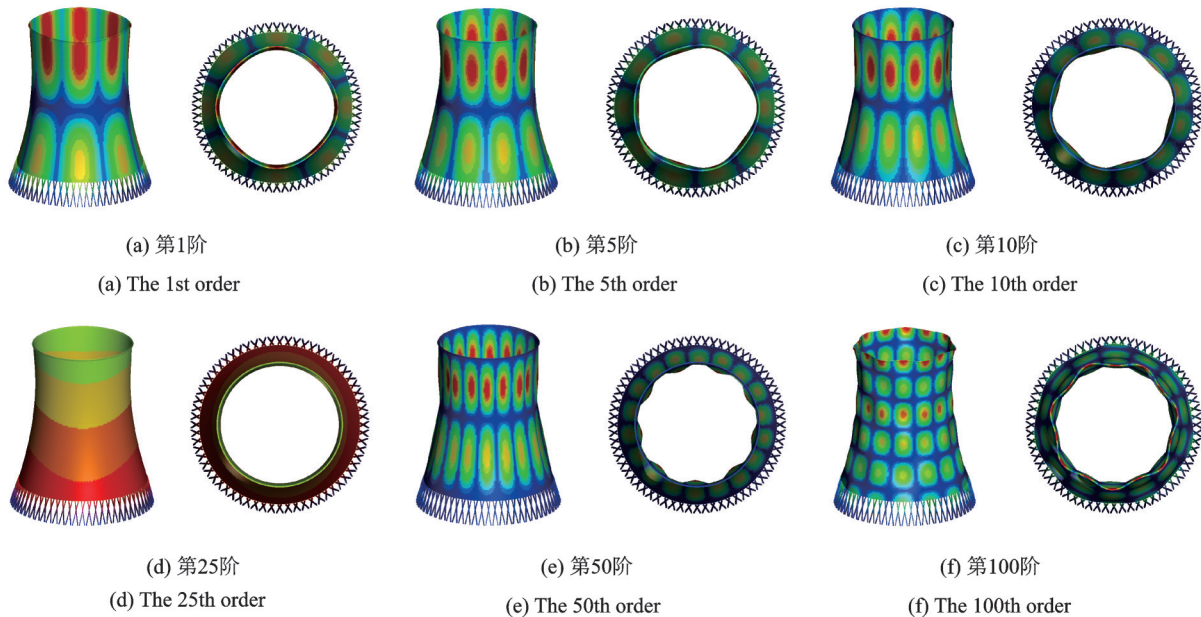 (a) 第1阶
(a) The 1st order
(b) 第5阶
(b) The 5th order
(c) 第10阶
(c) The 10th order
(d) 第25阶
(d) The 25th order
(e) 第50阶
(e) The 50th order
(f) 第100阶
(f) The 100th order